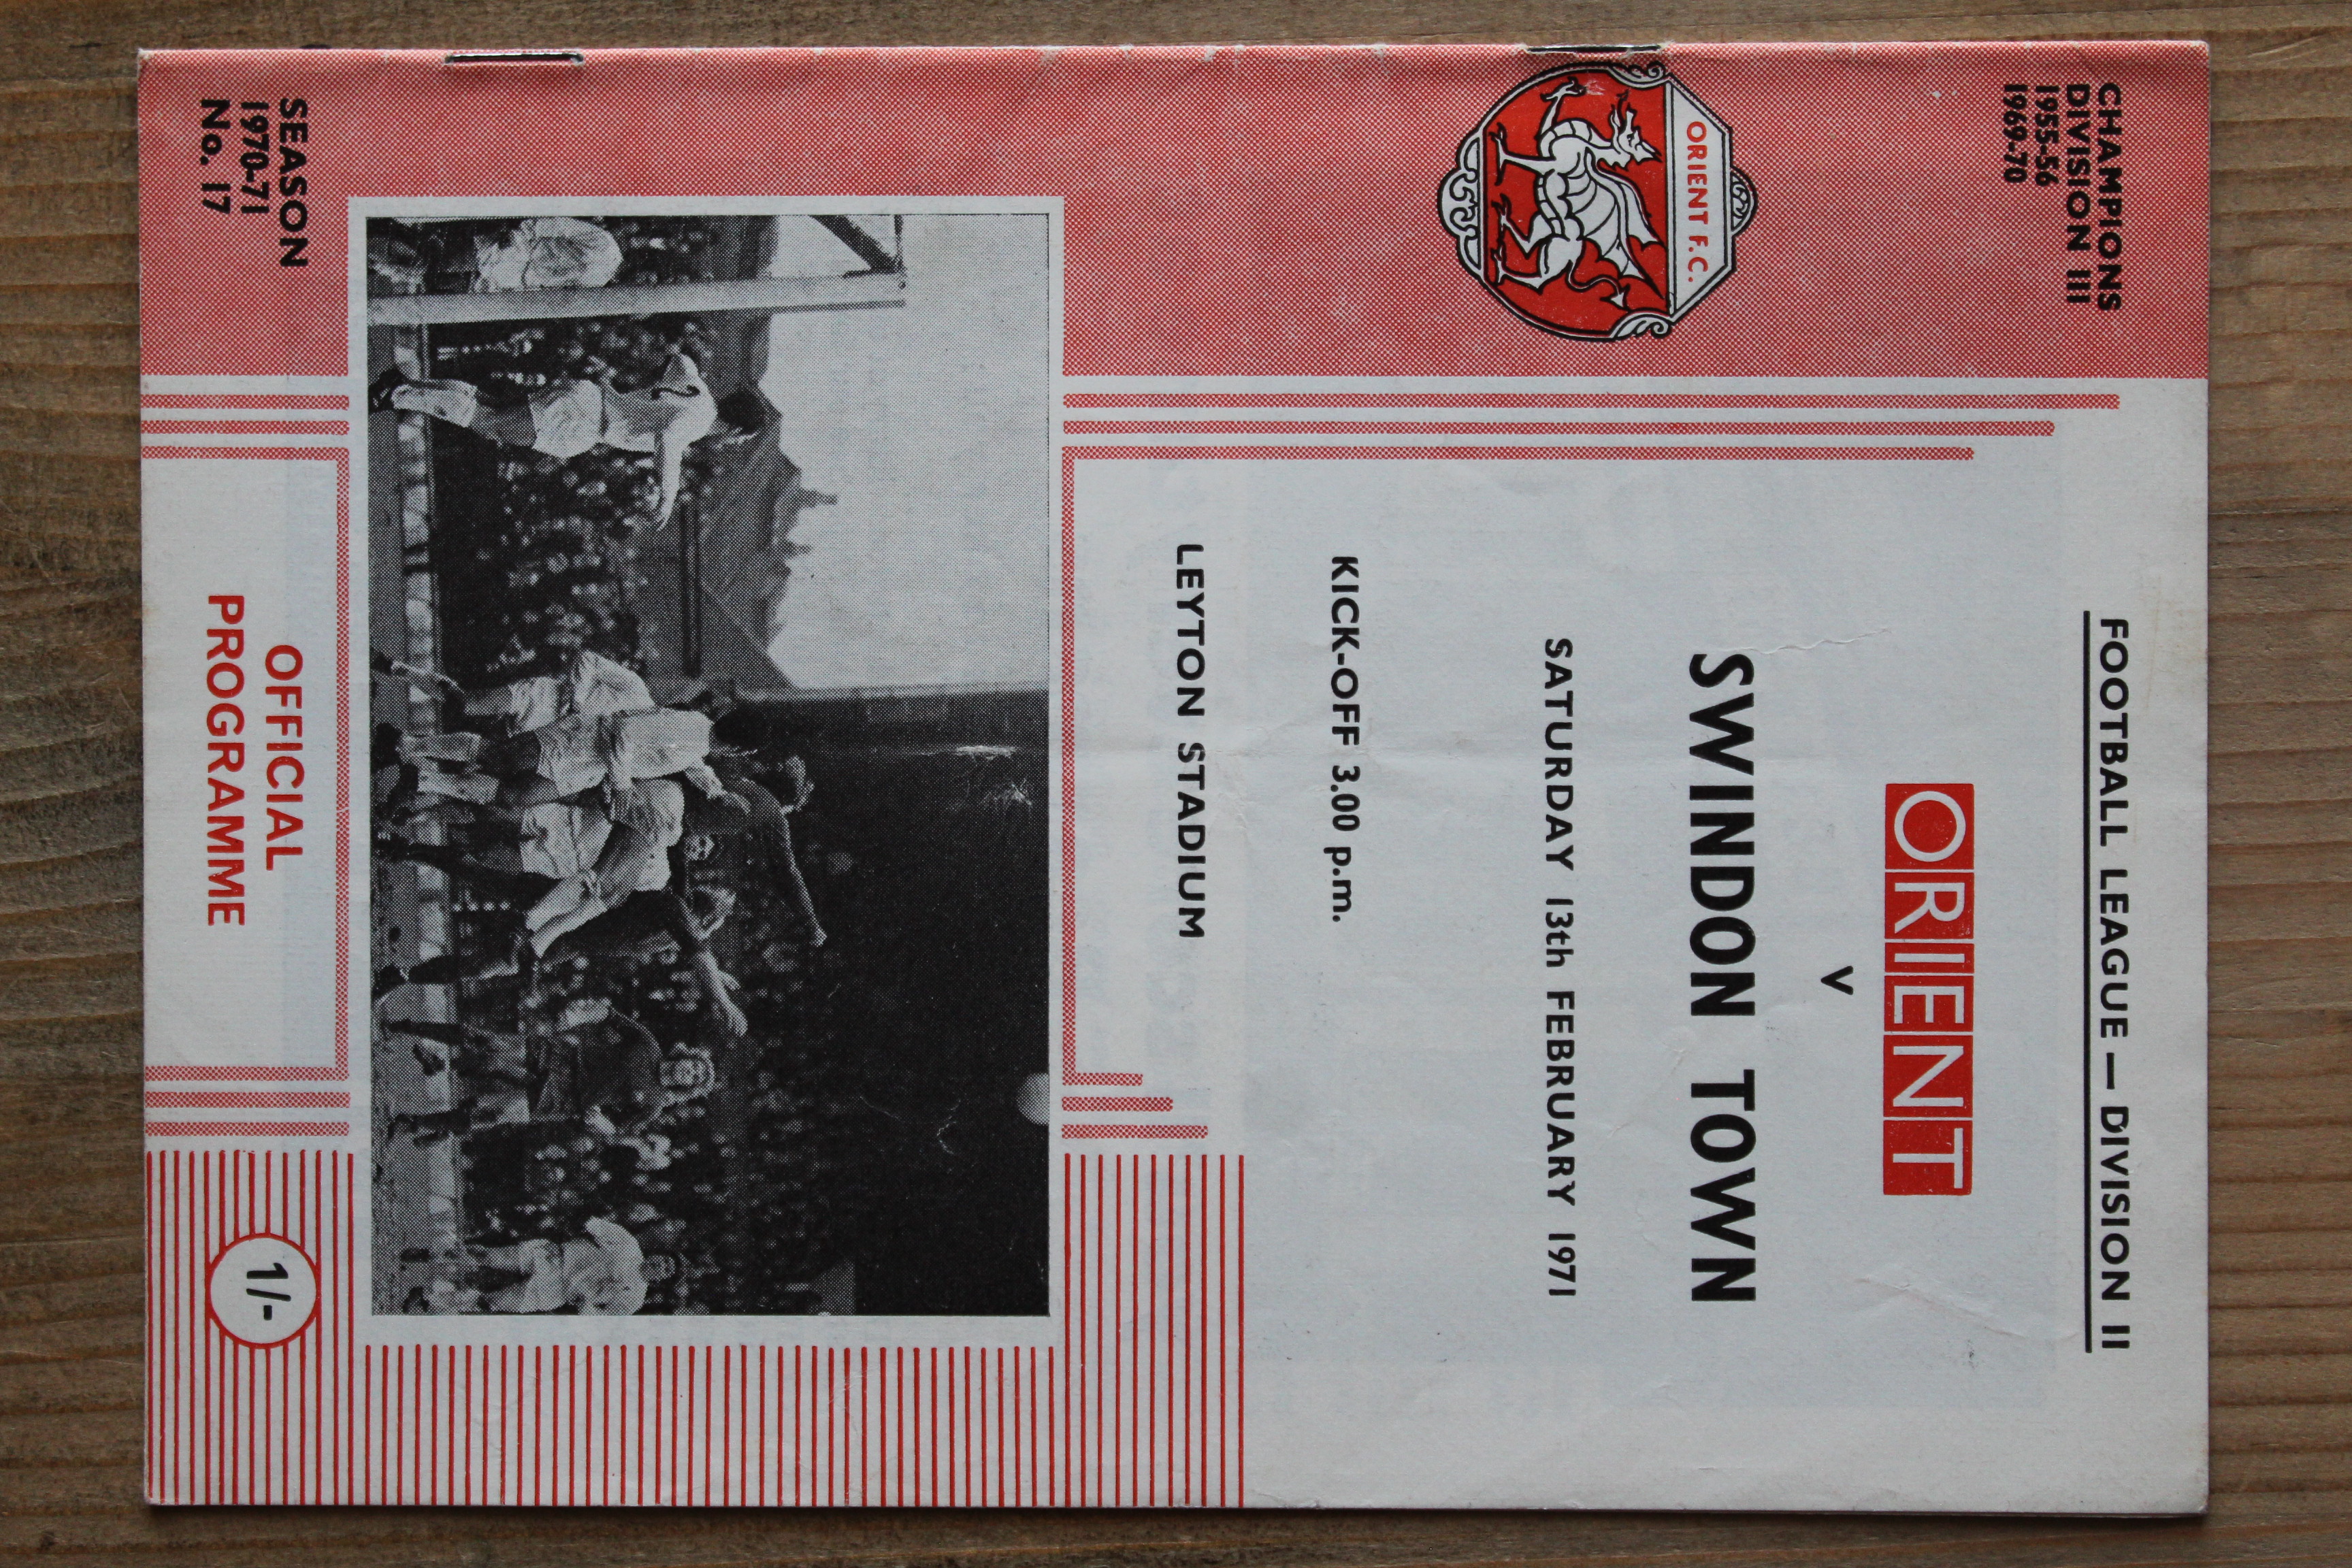 CHAMPIONS
DIVISION III
1955-56
1969-70
FOOTBALL LEAGUE — DIVISION II
ORIENT
v
SWINDON TOWN
ORIENT F.C.
SATURDAY 13th FEBRUARY 1971
KICK-OFF 3.00 p.m.
LEYTON STADIUM
SEASON
1970-71
No. 17
OFFICIAL
PROGRAMME
1/-